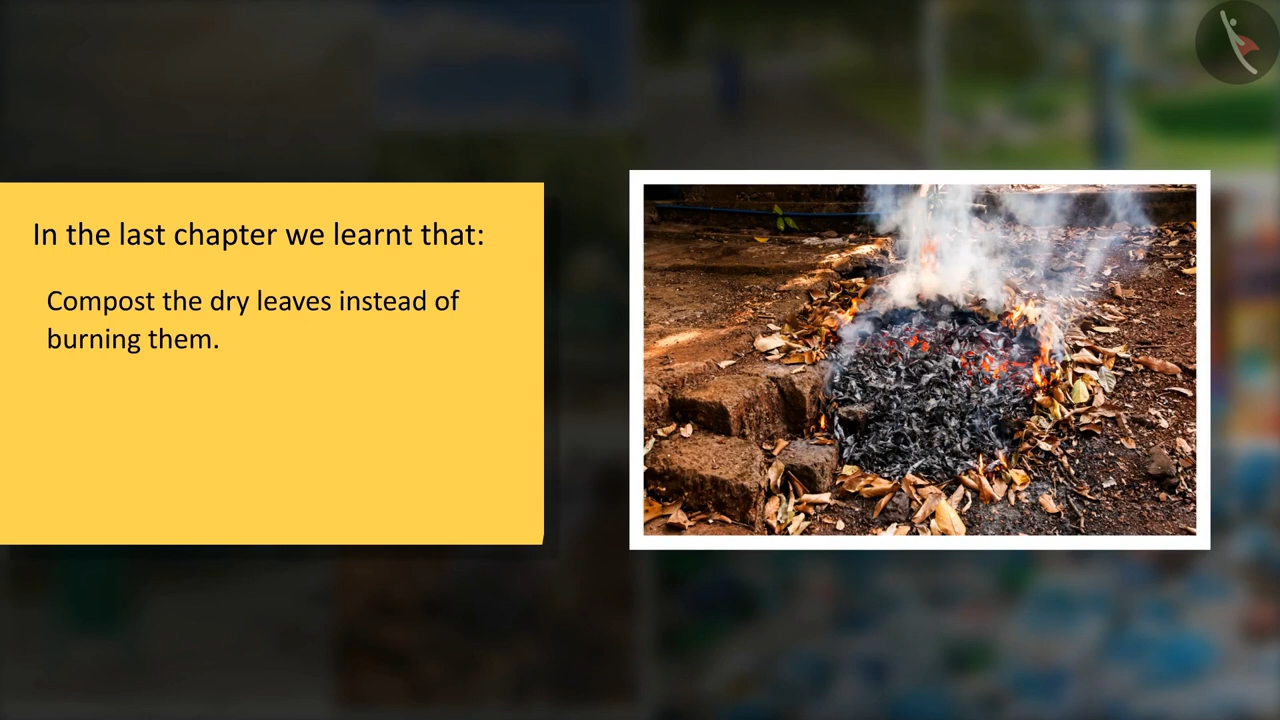 In the last chapter we learnt that:
Compost the dry leaves instead of
burning them.